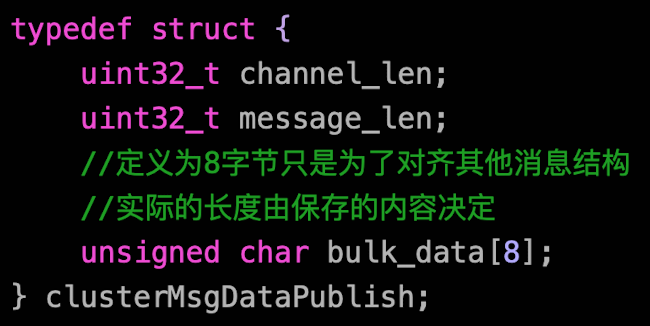 typedef struct {
    uint32_t channel_len;
    uint32_t message_len;
    //定义为8字节只是为了对齐其他消息结构
    //实际的长度由保存的内容决定
    unsigned char bulk_data[8];
} clusterMsgDataPublish;